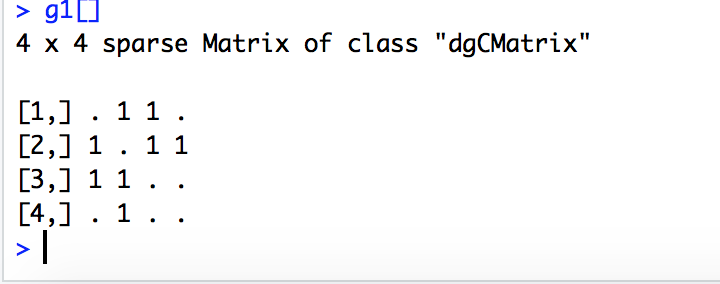 > g1[]
4 x 4 sparse Matrix of class "dgCMatrix"
[1,] . 1 1 .
[2,] 1 . 1 1
[3,] 1 1 . .
[4,] . 1 . .
>